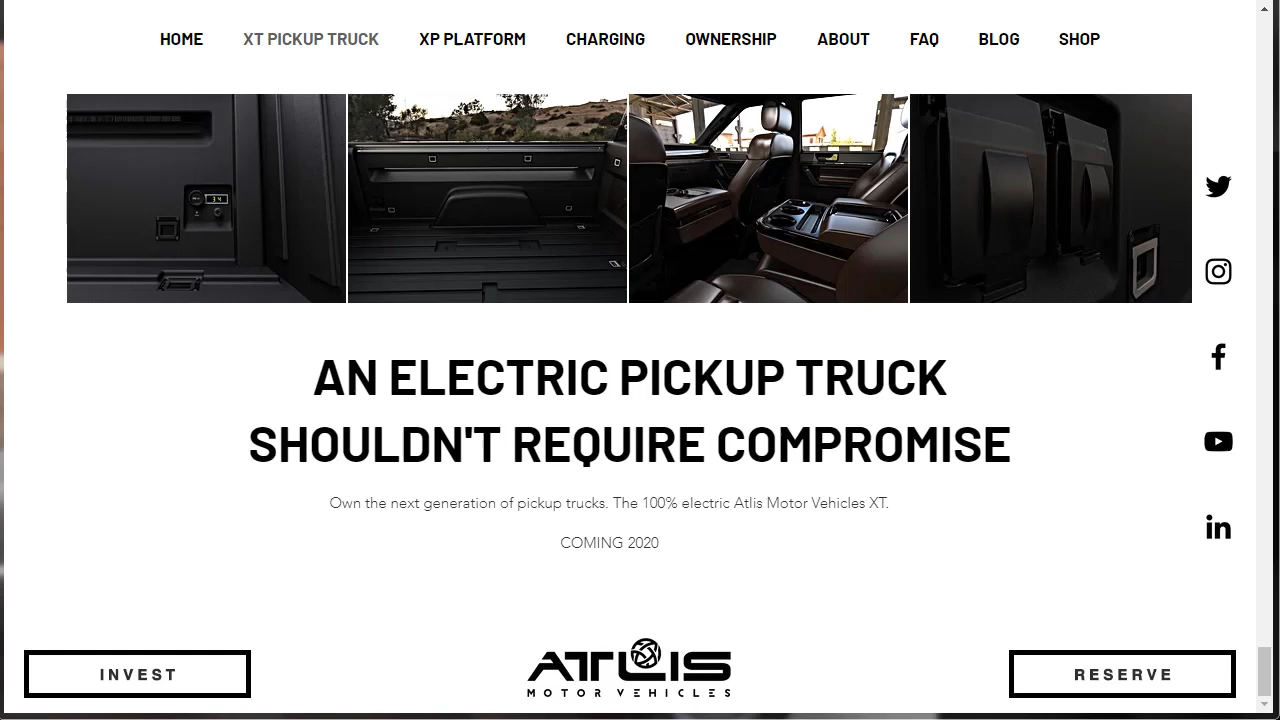 HOME XT PICKUP TRUCK XP PLATFORM CHARGING OWNERSHIP ABOUT FAQ BLOG SHOP
34
AN ELECTRIC PICKUP TRUCK
SHOULDN'T REQUIRE COMPROMISE
Own the next generation of pickup trucks. The 100% electric Atlis Motor Vehicles XT.
COMING 2020
INVEST
ATLIS
MOTOR VEHICLES
RESERVE